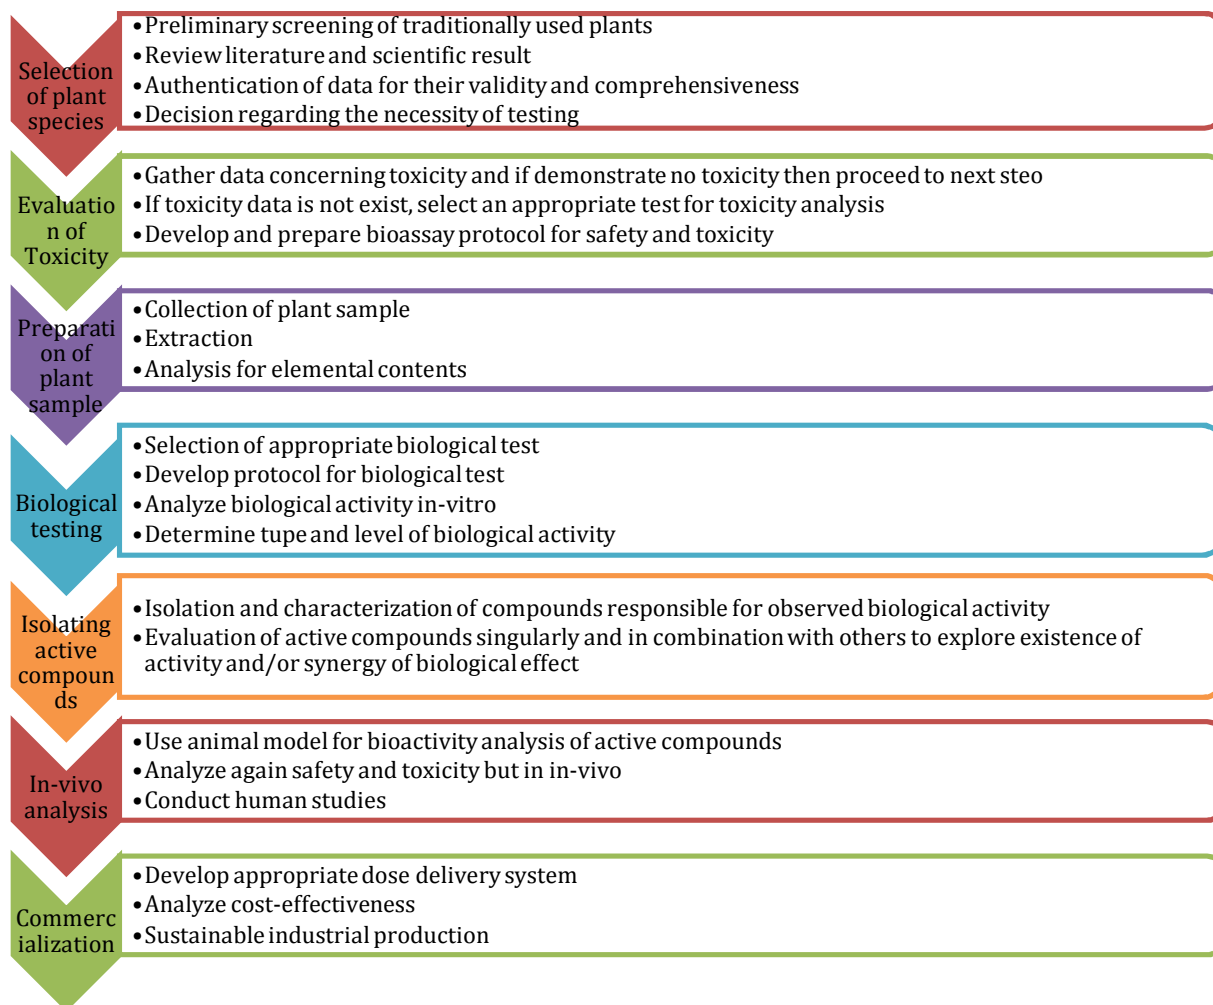 Selection
of plant
species
•Preliminary screening of traditionally used plants
•Review literature and scientific result
•Authentication of data for their validity and comprehensiveness
•Decision regarding the necessity of testing
Evaluatio
n of
Toxicity
•Gather data concerning toxicity and if demonstrate no toxicity then proceed to next steo
•If toxicity data is not exist, select an appropriate test for toxicity analysis
•Develop and prepare bioassay protocol for safety and toxicity
Preparati
on of
plant
sample
•Collection of plant sample
•Extraction
•Analysis for elemental contents
Biological
testing
•Selection of appropriate biological test
•Develop protocol for biological test
•Analyze biological activity in-vitro
•Determine tupe and level of biological activity
Isolating
active
compoun
ds
•Isolation and characterization of compounds responsible for observed biological activity
•Evaluation of active compounds singularly and in combination with others to explore existence of
activity and/or synergy of biological effect
In-vivo
analysis
•Use animal model for bioactivity analysis of active compounds
•Analyze again safety and toxicity but in in-vivo
•Conduct human studies
Commerc
ialization
•Develop appropriate dose delivery system
•Analyze cost-effectiveness
•Sustainable industrial production